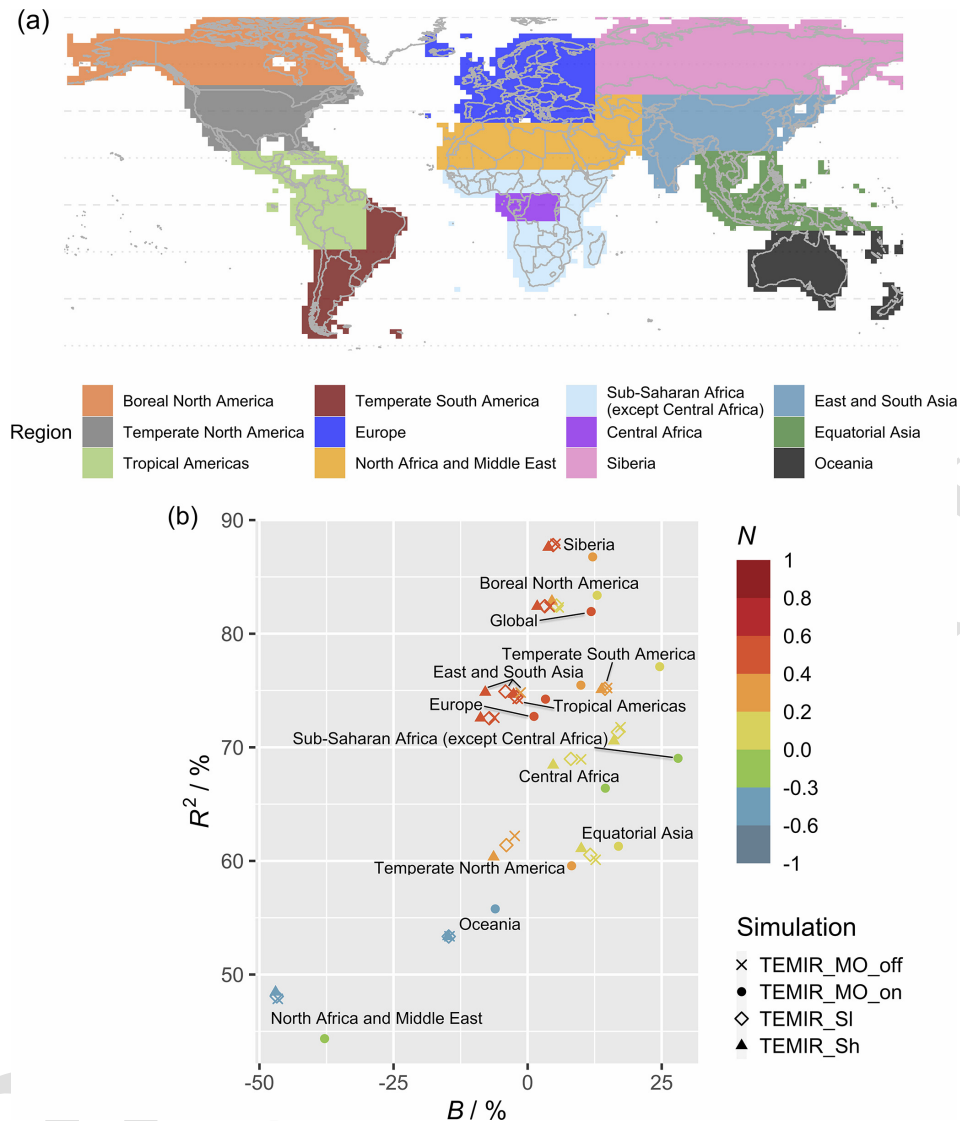 (a)
Region
Boreal North America
Temperate North America
Tropical Americas
Temperate South America
Europe
North Africa and Middle East
Sub-Saharan Africa
(except Central Africa)
Central Africa
Siberia
East and South Asia
Equatorial Asia
Oceania
(b)
90
80
70
60
50
R² / %
Siberia
Boreal North America
Global
Temperate South America
East and South Asia
Europe
Tropical Americas
Sub-Saharan Africa (except Central Africa)
Central Africa
Equatorial Asia
Temperate North America
Oceania
North Africa and Middle East
-50
-25
0
25
B / %
N
1
0.8
0.6
0.4
0.2
0.0
-0.3
-0.6
-1
Simulation
TEMIR_MO_off
TEMIR_MO_on
TEMIR_Sl
TEMIR_Sh